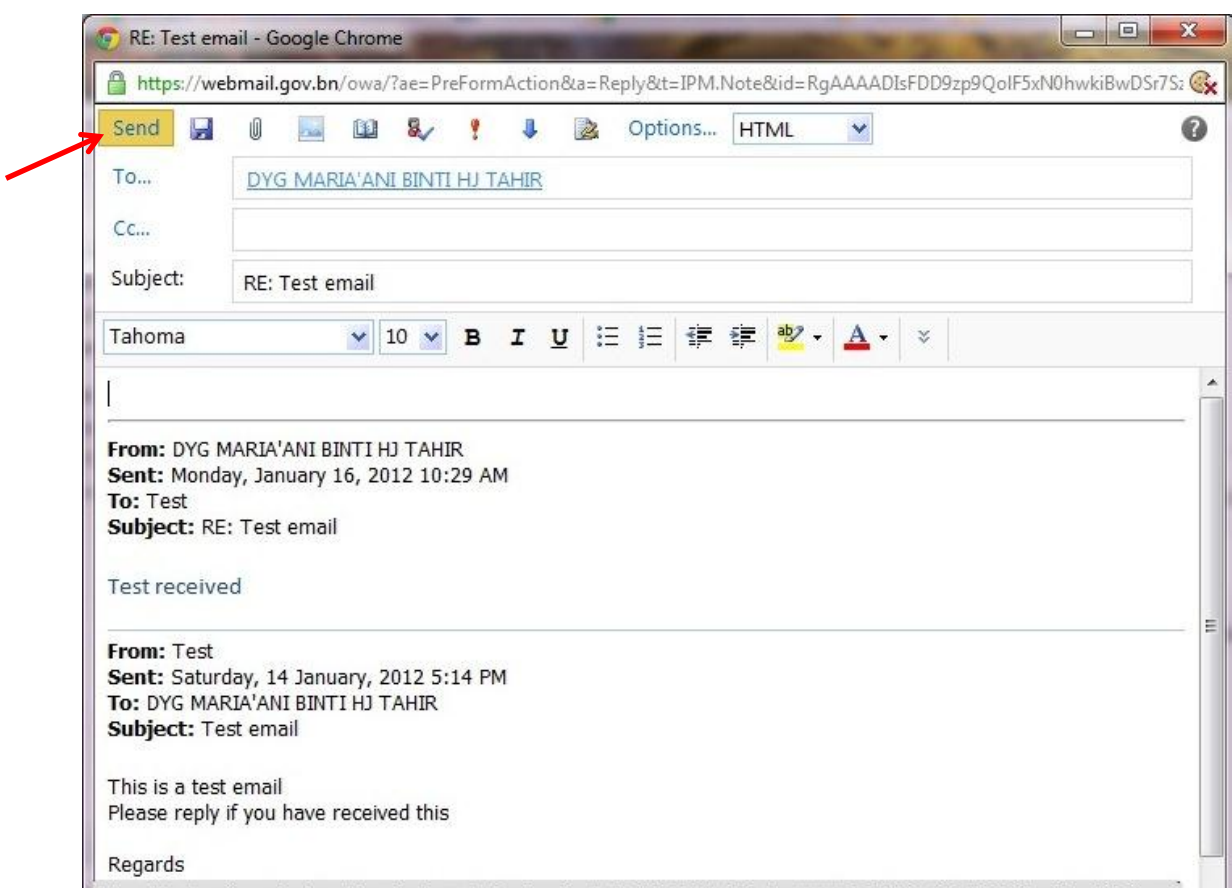 RE: Test email - Google Chrome
https://webmail.gov.bn/owa/?ae=PreFormAction&a=Reply&t=IPM.Note&id=RgAAAADIsFDD9zp9QolF5xN0hwkiBwDSr7Sz
Send Options... HTML
To... DYG MARIA'ANI BINTI HJ TAHIR
Cc...
Subject: RE: Test email
Tahoma 10 B I U ab A
From: DYG MARIA'ANI BINTI HJ TAHIR
Sent: Monday, January 16, 2012 10:29 AM
To: Test
Subject: RE: Test email
Test received
From: Test
Sent: Saturday, 14 January, 2012 5:14 PM
To: DYG MARIA'ANI BINTI HJ TAHIR
Subject: Test email
This is a test email
Please reply if you have received this
Regards